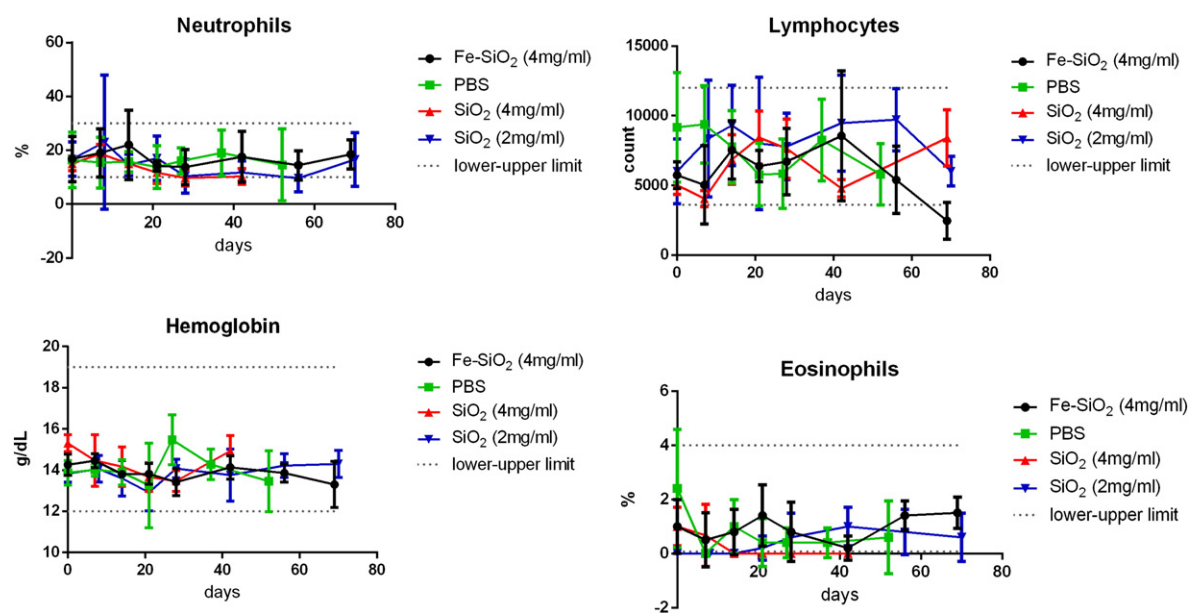 Neutrophils
60
40
20
0
-20
%
0
20
40
60
80
days
Fe-SiO₂ (4mg/ml)
PBS
SiO₂ (4mg/ml)
SiO₂ (2mg/ml)
lower-upper limit
Lymphocytes
15000
10000
5000
0
count
0
20
40
60
80
days
Fe-SiO₂ (4mg/ml)
PBS
SiO₂ (4mg/ml)
SiO₂ (2mg/ml)
lower-upper limit
Hemoglobin
20
18
16
14
12
10
g/dL
0
20
40
60
80
days
Fe-SiO₂ (4mg/ml)
PBS
SiO₂ (4mg/ml)
SiO₂ (2mg/ml)
lower-upper limit
Eosinophils
6
4
2
0
-2
%
20
40
60
80
days
Fe-SiO₂ (4mg/ml)
PBS
SiO₂ (4mg/ml)
SiO₂ (2mg/ml)
lower-upper limit